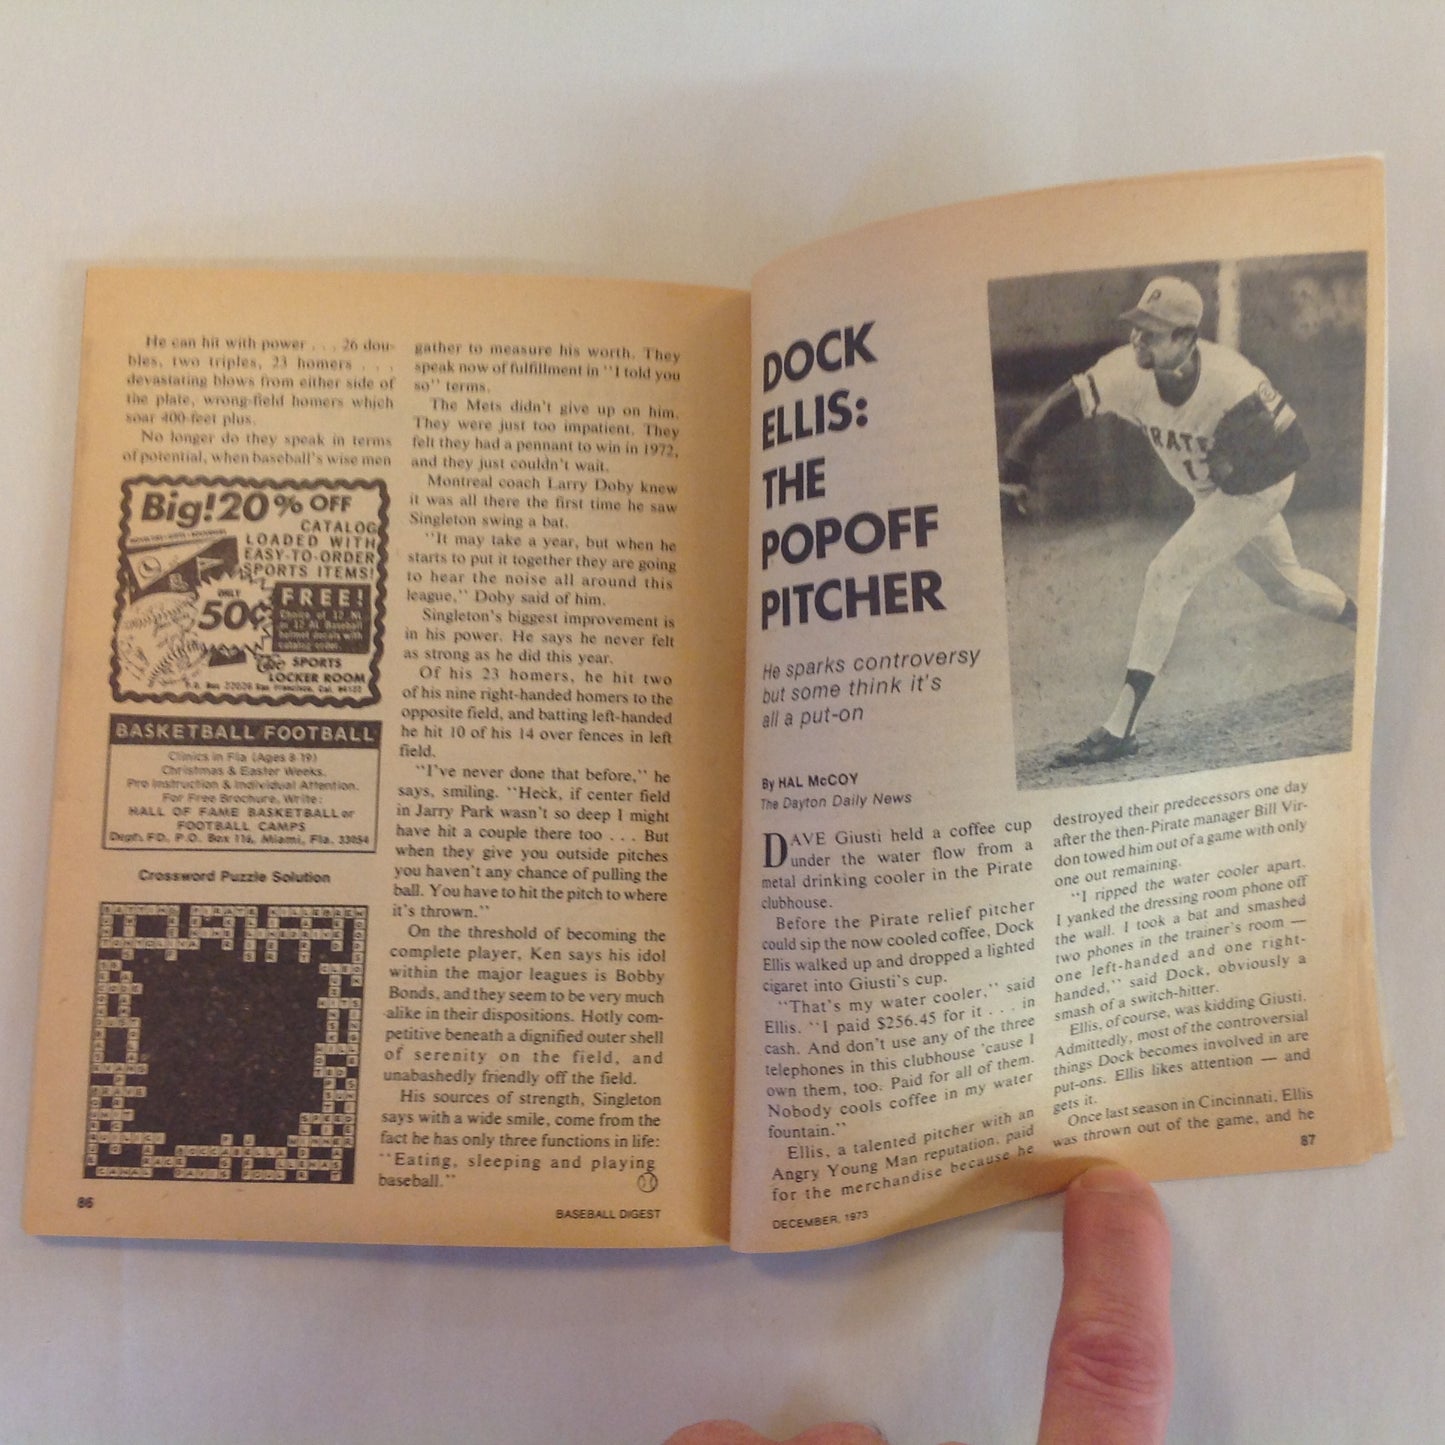 He can hit with power . . . 26 dou-
bles, two triples, 23 homers . . .
devastating blows from either side of
the plate, wrong-field homers which
soar 400-feet plus.
No longer do they speak in terms
of potential, when baseball's wise men
Big! 20% OFF
CATALOG
LOADED WITH
EASY-TO-ORDER
SPORTS ITEMS!
ONLY
50¢
FREE!
The SPORTS
LOCKER ROOM
BASKETBALL/FOOTBALL
Clinics in Fla (Ages 8-19)
Christmas & Easter Weeks.
Pro Instruction & Individual Attention.
For Free Brochure, Write:
HALL OF FAME BASKETBALL or
FOOTBALL CAMPS
Dept. FD, P.O. Box 116, Miami, Fla. 33054
Crossword Puzzle Solution
86
gather to measure his worth. They
speak now of fulfillment in "I told you
so" terms.
The Mets didn't give up on him.
They were just too impatient. They
felt they had a pennant to win in 1972,
and they just couldn't wait.
Montreal coach Larry Doby knew
it was all there the first time he saw
Singleton swing a bat.
"It may take a year, but when he
starts to put it together they are going
to hear the noise all around this
league," Doby said of him.
Singleton's biggest improvement is
in his power. He says he never felt
as strong as he did this year.
Of his 23 homers, he hit two
of his nine right-handed homers to the
opposite field, and batting left-handed
he hit 10 of his 14 over fences in left
field.
"I've never done that before," he
says, smiling. "Heck, if center field
in Jarry Park wasn't so deep I might
have hit a couple there too . . . But
when they give you outside pitches
you haven't any chance of pulling the
ball. You have to hit the pitch to where
it's thrown."
On the threshold of becoming the
complete player, Ken says his idol
within the major leagues is Bobby
Bonds, and they seem to be very much
alike in their dispositions. Hotly com-
petitive beneath a dignified outer shell
of serenity on the field, and
unabashedly friendly off the field.
His sources of strength, Singleton
says with a wide smile, come from the
fact he has only three functions in life:
"Eating, sleeping and playing
baseball."
BASEBALL DIGEST
DOCK
ELLIS:
THE
POPOFF
PITCHER
He sparks controversy
but some think it's
all a put-on
By HAL McCOY
The Dayton Daily News
DAVE Giusti held a coffee cup
under the water flow from a
metal drinking cooler in the Pirate
clubhouse.
Before the Pirate relief pitcher
could sip the now cooled coffee, Dock
Ellis walked up and dropped a lighted
cigaret into Giusti's cup.
"That's my water cooler," said
Ellis. "I paid $256.45 for it . . . in
cash. And don't use any of the three
telephones in this clubhouse 'cause I
own them, too. Paid for all of them.
Nobody cools coffee in my water
fountain."
Ellis, a talented pitcher with an
Angry Young Man reputation, paid
for the merchandise because he
DECEMBER, 1973
destroyed their predecessors one day
after the then-Pirate manager Bill Vir-
don towed him out of a game with only
one out remaining.
"I ripped the water cooler apart.
I yanked the dressing room phone off
the wall. I took a bat and smashed
two phones in the trainer's room —
one left-handed and one right-
handed," said Dock, obviously a
smash of a switch-hitter.
Ellis, of course, was kidding Giusti.
Admittedly, most of the controversial
things Dock becomes involved in are
put-ons. Ellis likes attention — and
gets it.
Once last season in Cincinnati, Ellis
was thrown out of the game, and he
87